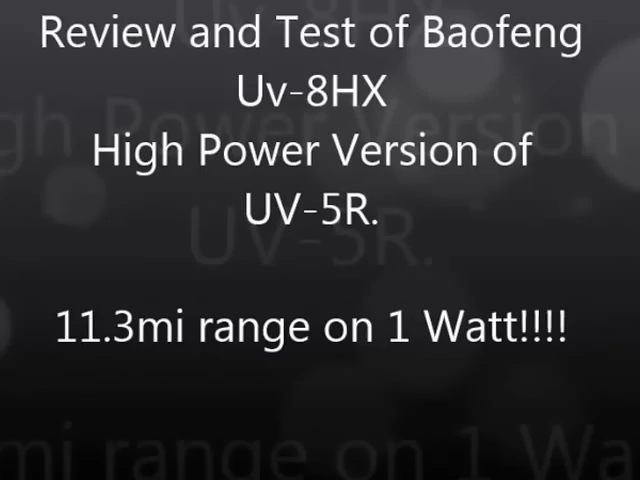 Review and Test of Baofeng
Uv-8HX
High Power Version of
UV-5R.
11.3mi range on 1 Watt!!!!